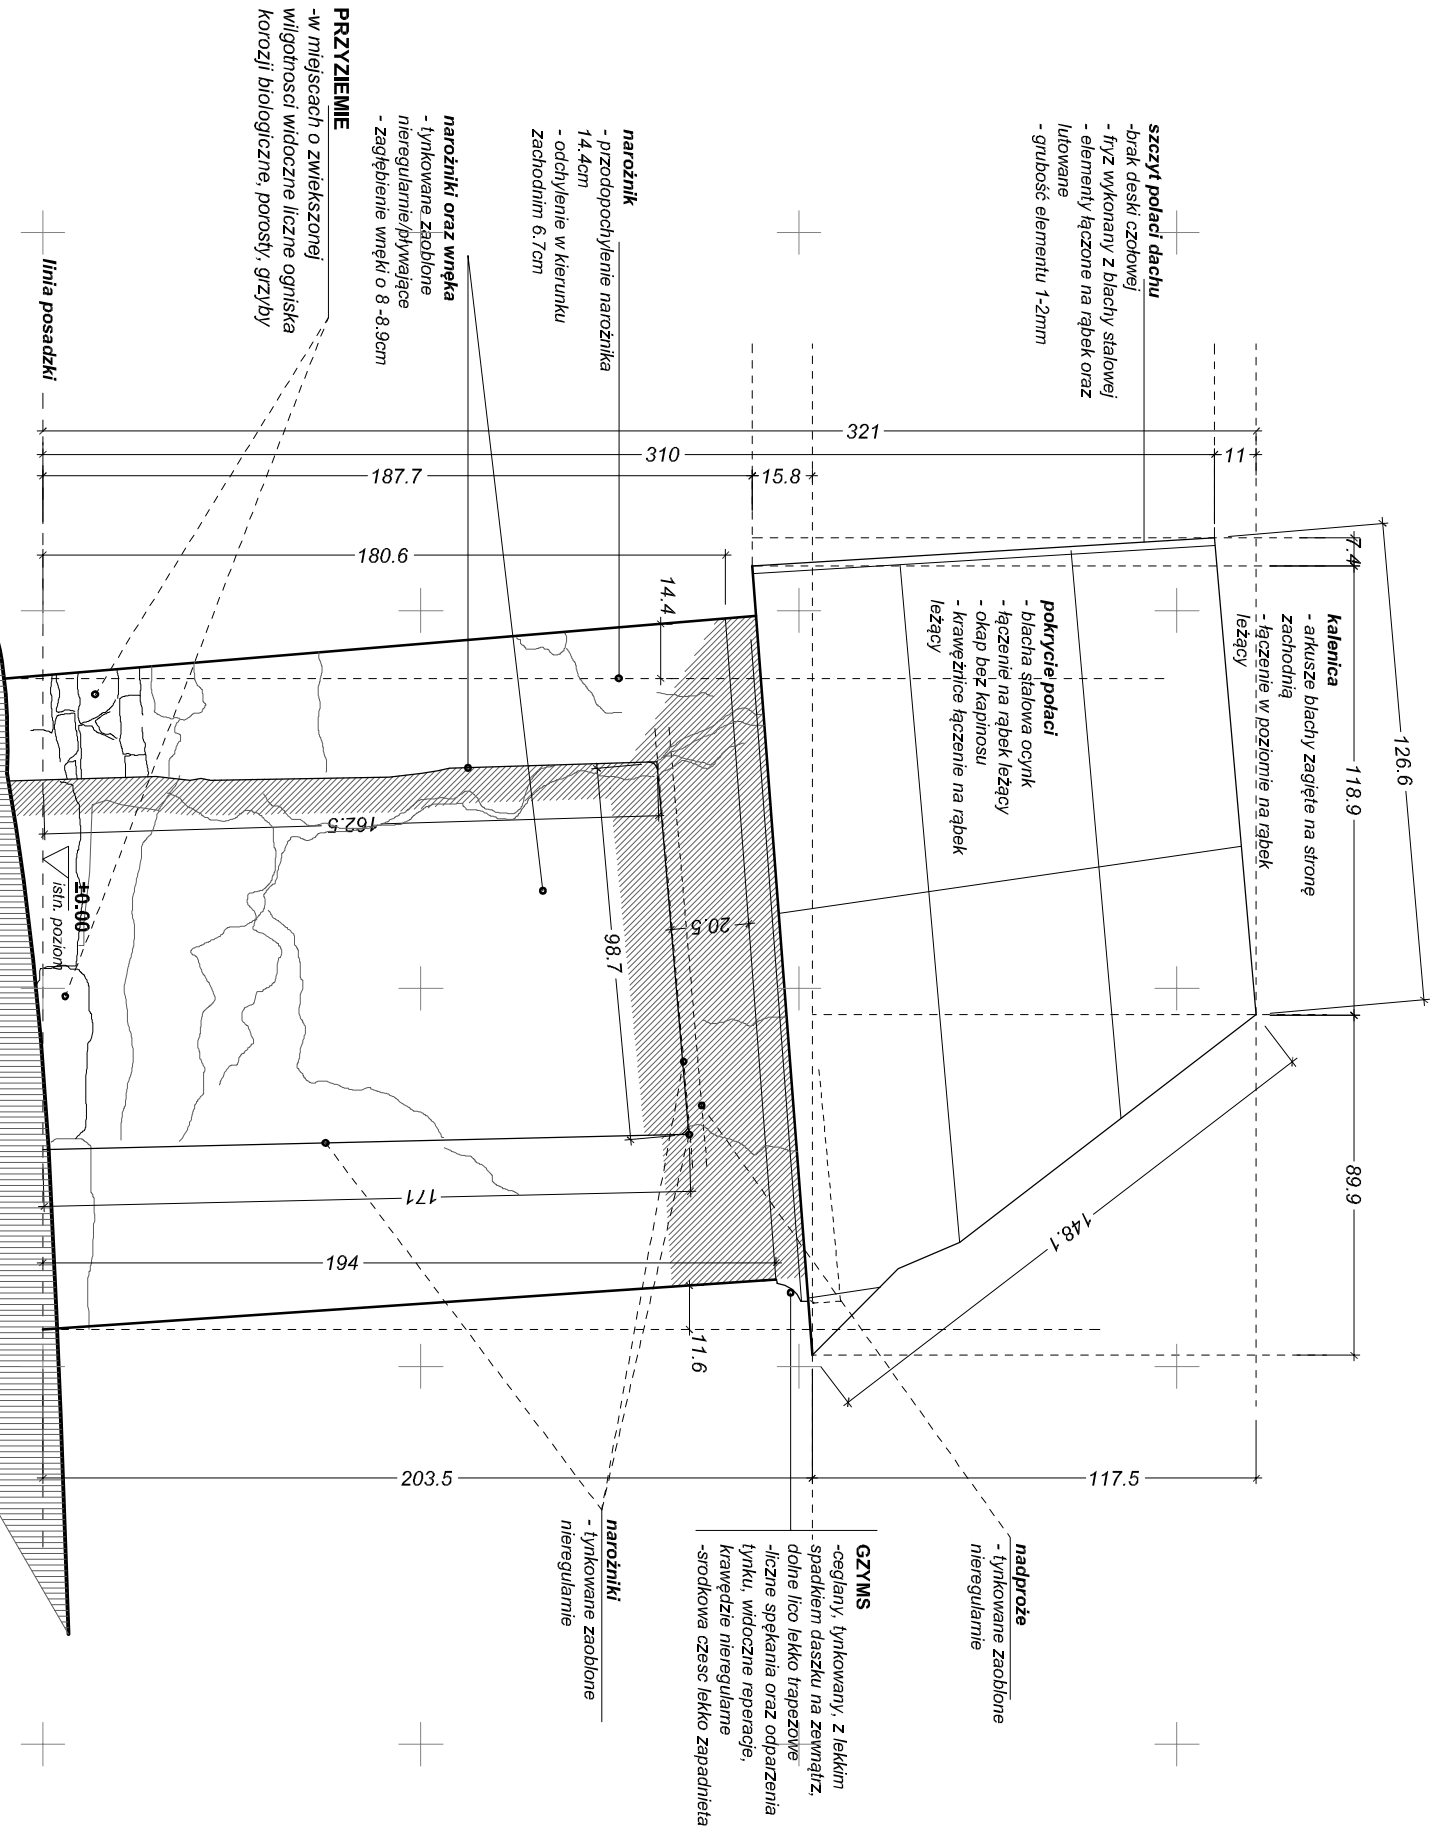 kalenica
- arkusze blachy zagięte na stronę
zachodnią
- łączenie w poziomie na rąbek
leżący
szczyt połaci dachu
-brak deski czołowej
- fryz wykonany z blachy stalowej
- elementy łączone na rąbek oraz
lutowane
- grubość elementu 1-2mm
pokrycie połaci
- blacha stalowa ocynk
- łączenie na rąbek leżący
- okap bez kapinosu
- krawężnice łączenie na rąbek
leżący
nadproże
- tynkowane zaoblone
nieregularnie
GZYMS
-ceglany, tynkowany, z lekkim
spadkiem daszku na zewnątrz,
dolne lico lekko trapezowe
-liczne spękania oraz odparzenia
tynku, widoczne reperacje,
krawędzie nieregularne
-srodkowa czesc lekko zapadnieta
narożnik
- przodopochylenie narożnika
14.4cm
- odchylenie w kierunku
zachodnim 6.7cm
narożniki
- tynkowane zaoblone
nieregularnie
narożniki oraz wnęka
- tynkowane zaoblone
nieregularnie/pływające
- zagłębienie wnęki o 8 -8.9cm
PRZYZIEMIE
-w miejscach o zwiekszonej
wilgotnosci widoczne liczne ogniska
korozji biologiczne, porosty, grzyby
linia posadzki
±0.00
istn. poziom
126.6
7.4
118.9
89.9
148.1
11
321
310
15.8
187.7
180.6
14.4
162.5
20.5
98.7
171
194
11.6
203.5
117.5